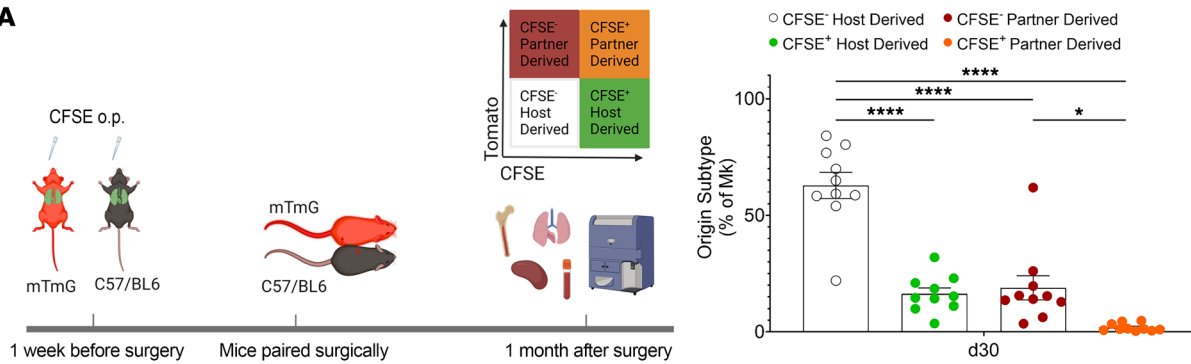 A
CFSE o.p.
mTmG
C57/BL6
mTmG
C57/BL6
1 week before surgery
Mice paired surgically
1 month after surgery
Tomato
CFSE⁻
Partner
Derived
CFSE⁺
Partner
Derived
CFSE⁻
Host
Derived
CFSE⁺
Host
Derived
CFSE
CFSE⁻ Host Derived
CFSE⁻ Partner Derived
CFSE⁺ Host Derived
CFSE⁺ Partner Derived
Origin Subtype
(% of Mk)
100
50
0
****
****
****
*
d30